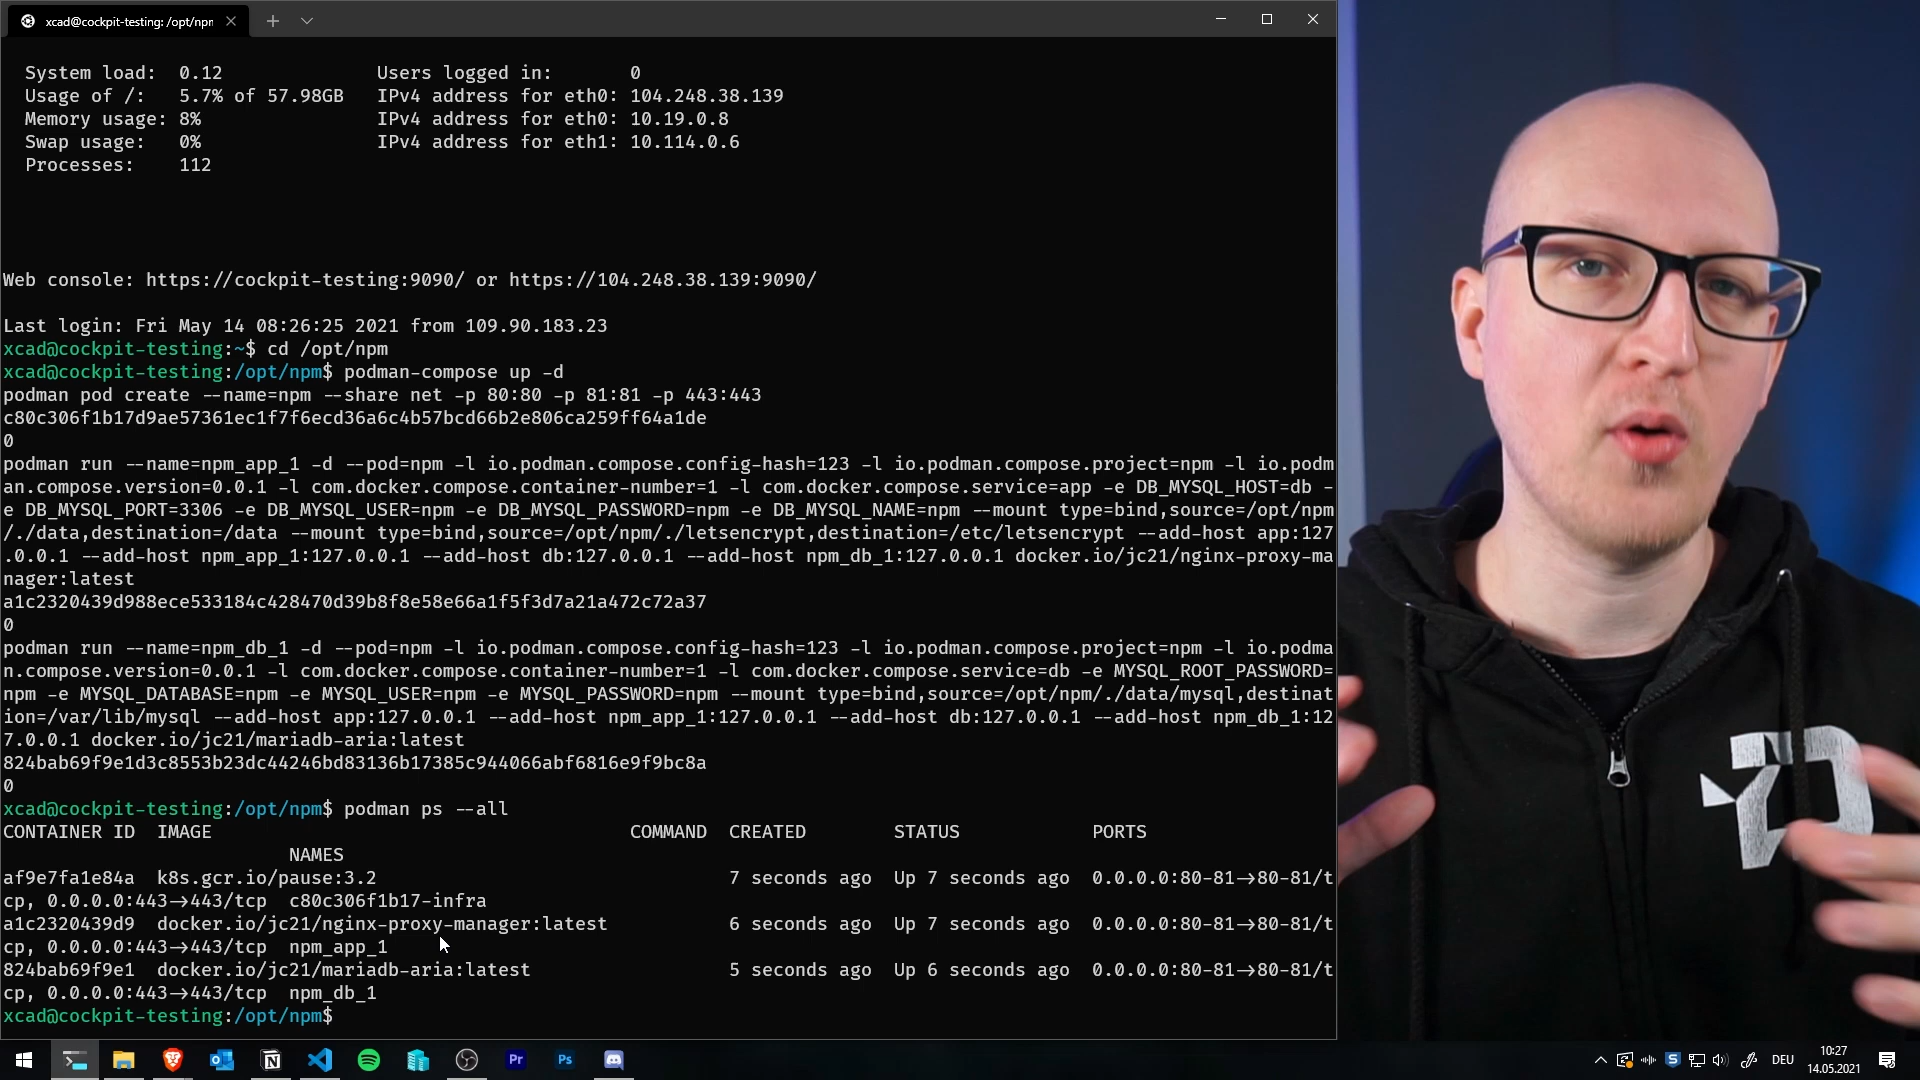 xcad@cockpit-testing: /opt/npm
System load: 0.12 Users logged in: 0
Usage of /: 5.7% of 57.98GB IPv4 address for eth0: 104.248.38.139
Memory usage: 8% IPv4 address for eth0: 10.19.0.8
Swap usage: 0% IPv4 address for eth1: 10.114.0.6
Processes: 112
Web console: https://cockpit-testing:9090/ or https://104.248.38.139:9090/
Last login: Fri May 14 08:26:25 2021 from 109.90.183.23
xcad@cockpit-testing:~$ cd /opt/npm
xcad@cockpit-testing:/opt/npm$ podman-compose up -d
podman pod create --name=npm --share net -p 80:80 -p 81:81 -p 443:443
c80c306f1b17d9ae57361ec1f7f6ecd36a6c4b57bcd66b2e806ca259ff64a1de
0
podman run --name=npm_app_1 -d --pod=npm -l io.podman.compose.config-hash=123 -l io.podman.compose.project=npm -l io.podm
an.compose.version=0.0.1 -l com.docker.compose.container-number=1 -l com.docker.compose.service=app -e DB_MYSQL_HOST=db -
e DB_MYSQL_PORT=3306 -e DB_MYSQL_USER=npm -e DB_MYSQL_PASSWORD=npm -e DB_MYSQL_NAME=npm --mount type=bind,source=/opt/npm
/./data,destination=/data --mount type=bind,source=/opt/npm/./letsencrypt,destination=/etc/letsencrypt --add-host app:127
.0.0.1 --add-host npm_app_1:127.0.0.1 --add-host db:127.0.0.1 --add-host npm_db_1:127.0.0.1 docker.io/jc21/nginx-proxy-ma
nager:latest
a1c2320439d988ece533184c428470d39b8f8e58e66a1f5f3d7a21a472c72a37
0
podman run --name=npm_db_1 -d --pod=npm -l io.podman.compose.config-hash=123 -l io.podman.compose.project=npm -l io.podma
n.compose.version=0.0.1 -l com.docker.compose.container-number=1 -l com.docker.compose.service=db -e MYSQL_ROOT_PASSWORD=
npm -e MYSQL_DATABASE=npm -e MYSQL_USER=npm -e MYSQL_PASSWORD=npm --mount type=bind,source=/opt/npm/./data/mysql,destinat
ion=/var/lib/mysql --add-host app:127.0.0.1 --add-host npm_app_1:127.0.0.1 --add-host db:127.0.0.1 --add-host npm_db_1:12
7.0.0.1 docker.io/jc21/mariadb-aria:latest
824bab69f9e1d3c8553b23dc44246bd83136b17385c944066abf6816e9f9bc8a
0
xcad@cockpit-testing:/opt/npm$ podman ps --all
CONTAINER ID IMAGE COMMAND CREATED STATUS PORTS
NAMES
af9e7fa1e84a k8s.gcr.io/pause:3.2 7 seconds ago Up 7 seconds ago 0.0.0.0:80-81->80-81/t
cp, 0.0.0.0:443->443/tcp c80c306f1b17-infra
a1c2320439d9 docker.io/jc21/nginx-proxy-manager:latest 6 seconds ago Up 7 seconds ago 0.0.0.0:80-81->80-81/t
cp, 0.0.0.0:443->443/tcp npm_app_1
824bab69f9e1 docker.io/jc21/mariadb-aria:latest 5 seconds ago Up 6 seconds ago 0.0.0.0:80-81->80-81/t
cp, 0.0.0.0:443->443/tcp npm_db_1
xcad@cockpit-testing:/opt/npm$
Pr Ps DEU 10:27
14.05.2021